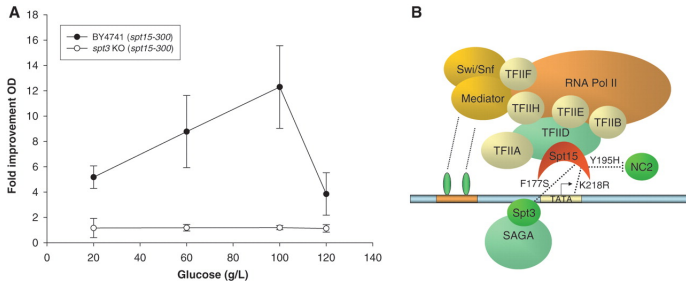 A
Fold improvement OD
18
16
14
12
10
8
6
4
2
0
BY4741 (spt15-300)
spt3 KO (spt15-300)
0 20 40 60 80 100 120 140
Glucose (g/L)
B
Swi/Snf
Mediator
TFIIF
RNA Pol II
TFIIH
TFIIE
TFIIB
TFIID
TFIIA
Spt15
Y195H
NC2
F177S
K218R
TATA
Spt3
SAGA